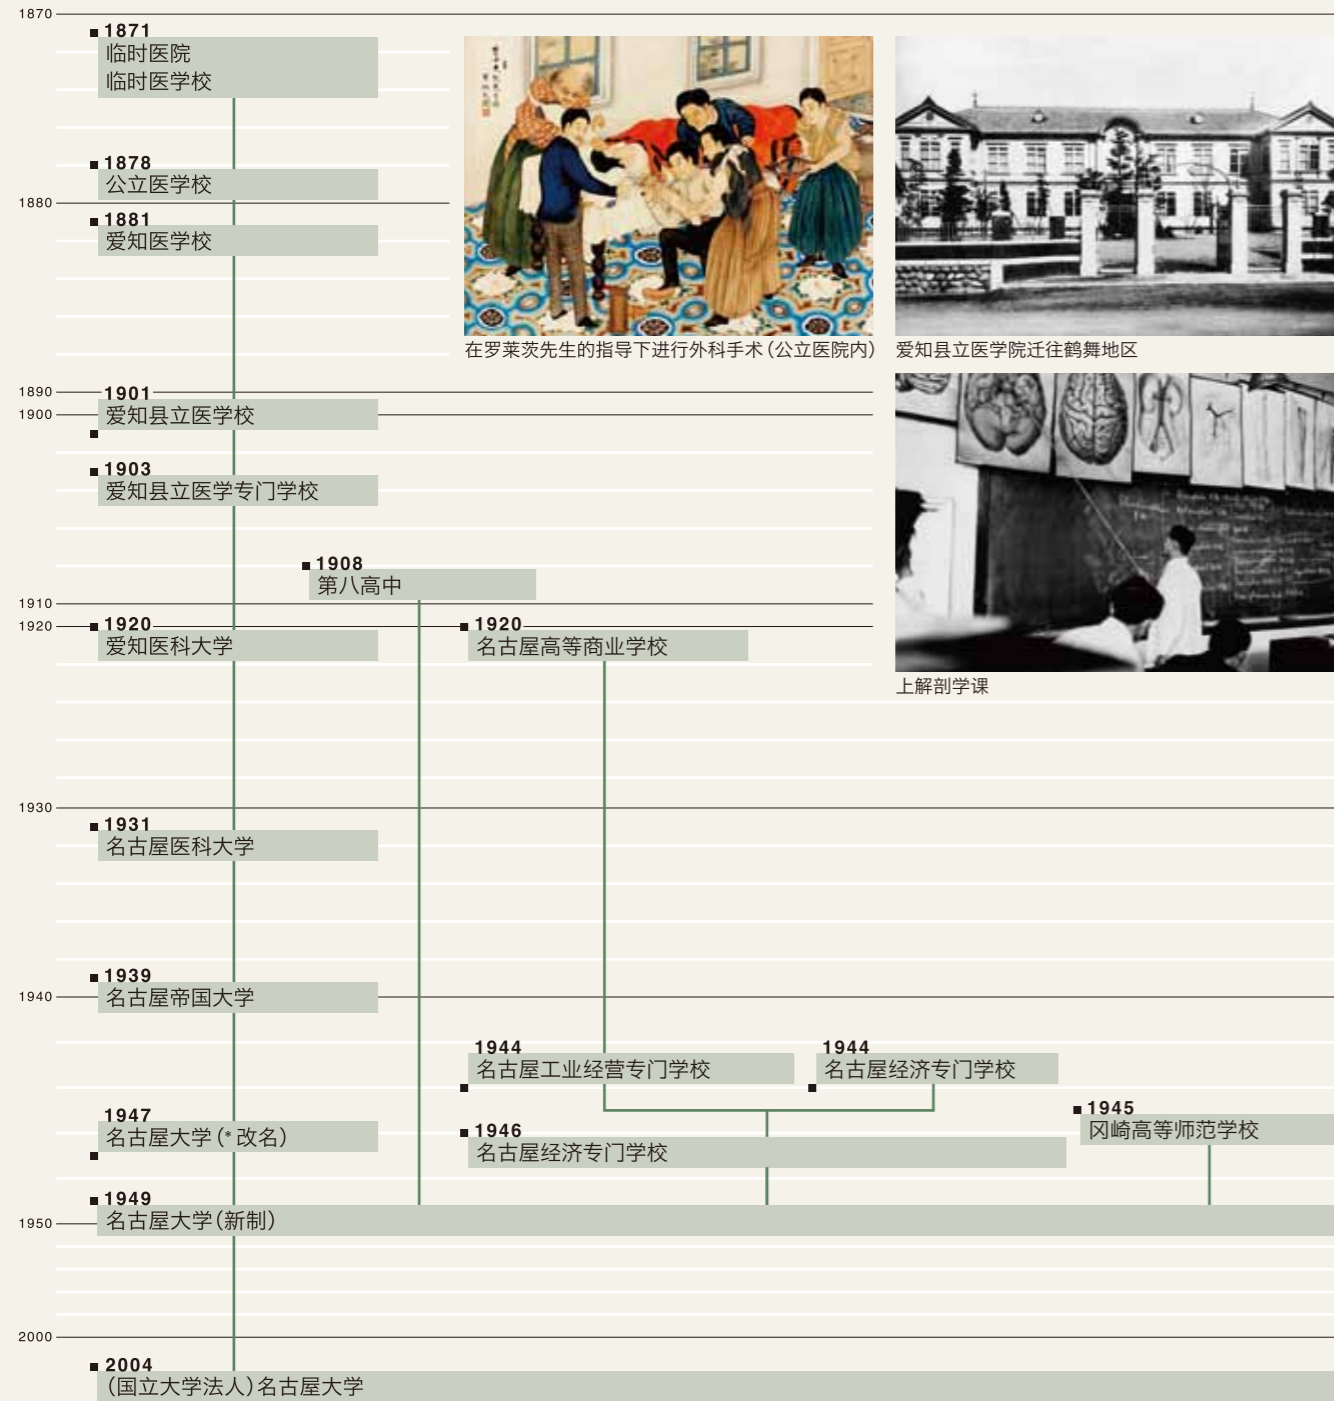 1870
1871
临时医院
临时医学校
1878
公立医学校
1880
1881
爱知医学校
在罗莱茨先生的指导下进行外科手术(公立医院内)
爱知县立医学院迁往鹤舞地区
1890
1901
1900
爱知县立医学校
1903
爱知县立医学专门学校
1908
第八高中
1910
1920
1920
爱知医科大学
1920
名古屋高等商业学校
上解剖学课
1930
1931
名古屋医科大学
1939
1940
名古屋帝国大学
1944
名古屋工业经营专门学校
1944
名古屋经济专门学校
1945
冈崎高等师范学校
1947
名古屋大学(*改名)
1946
名古屋经济专门学校
1949
1950
名古屋大学(新制)
2000
2004
(国立大学法人)名古屋大学